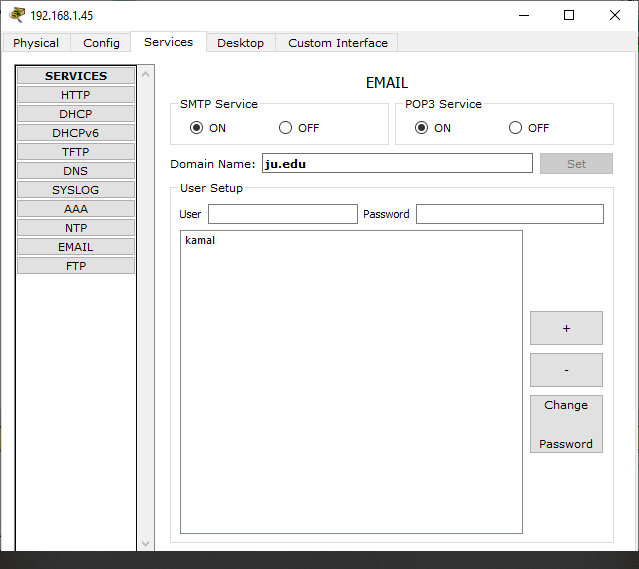 192.168.1.45
Physical Config Services Desktop Custom Interface
SERVICES
HTTP
DHCP
DHCPv6
TFTP
DNS
SYSLOG
AAA
NTP
EMAIL
FTP
EMAIL
SMTP Service POP3 Service
ON OFF ON OFF
Domain Name: ju.edu Set
User Setup
User Password
kamal
+
-
Change
Password